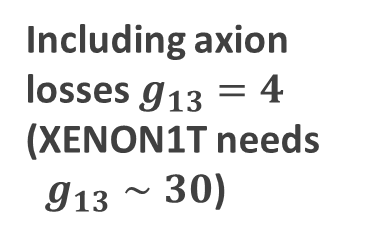 Including axion
losses g₁₃ = 4
(XENON1T needs
g₁₃ ~ 30)